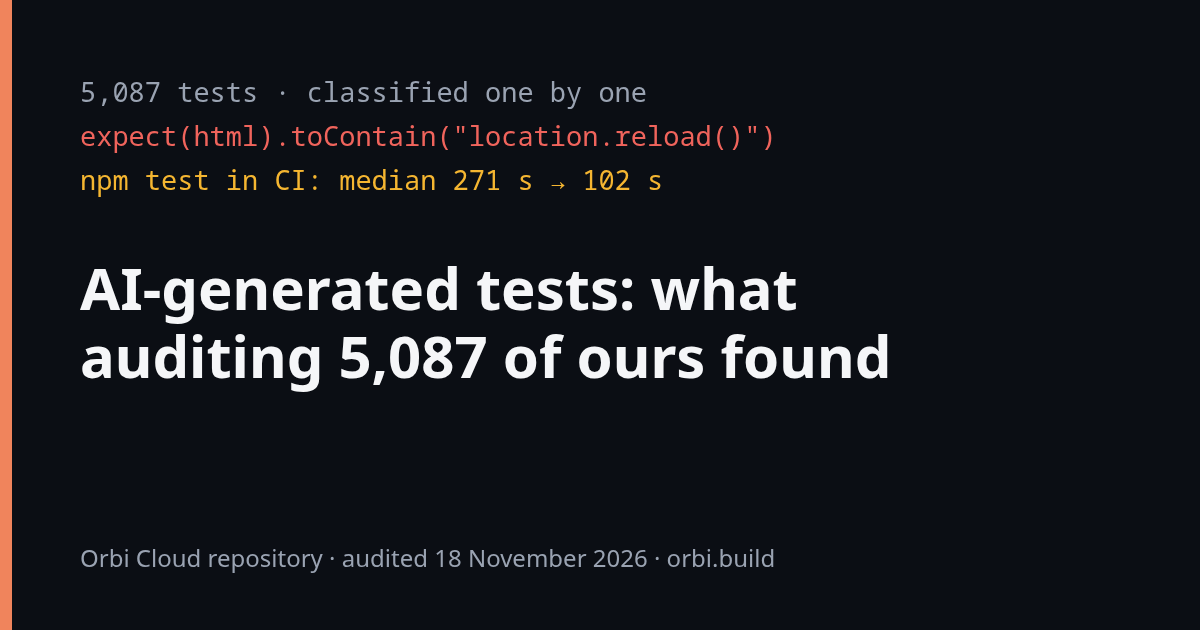 5,087 tests · classified one by one
expect(html).toContain("location.reload()")
npm test in CI: median 271 s → 102 s
AI-generated tests: what
auditing 5,087 of ours found
Orbi Cloud repository · audited 18 November 2026 · orbi.build